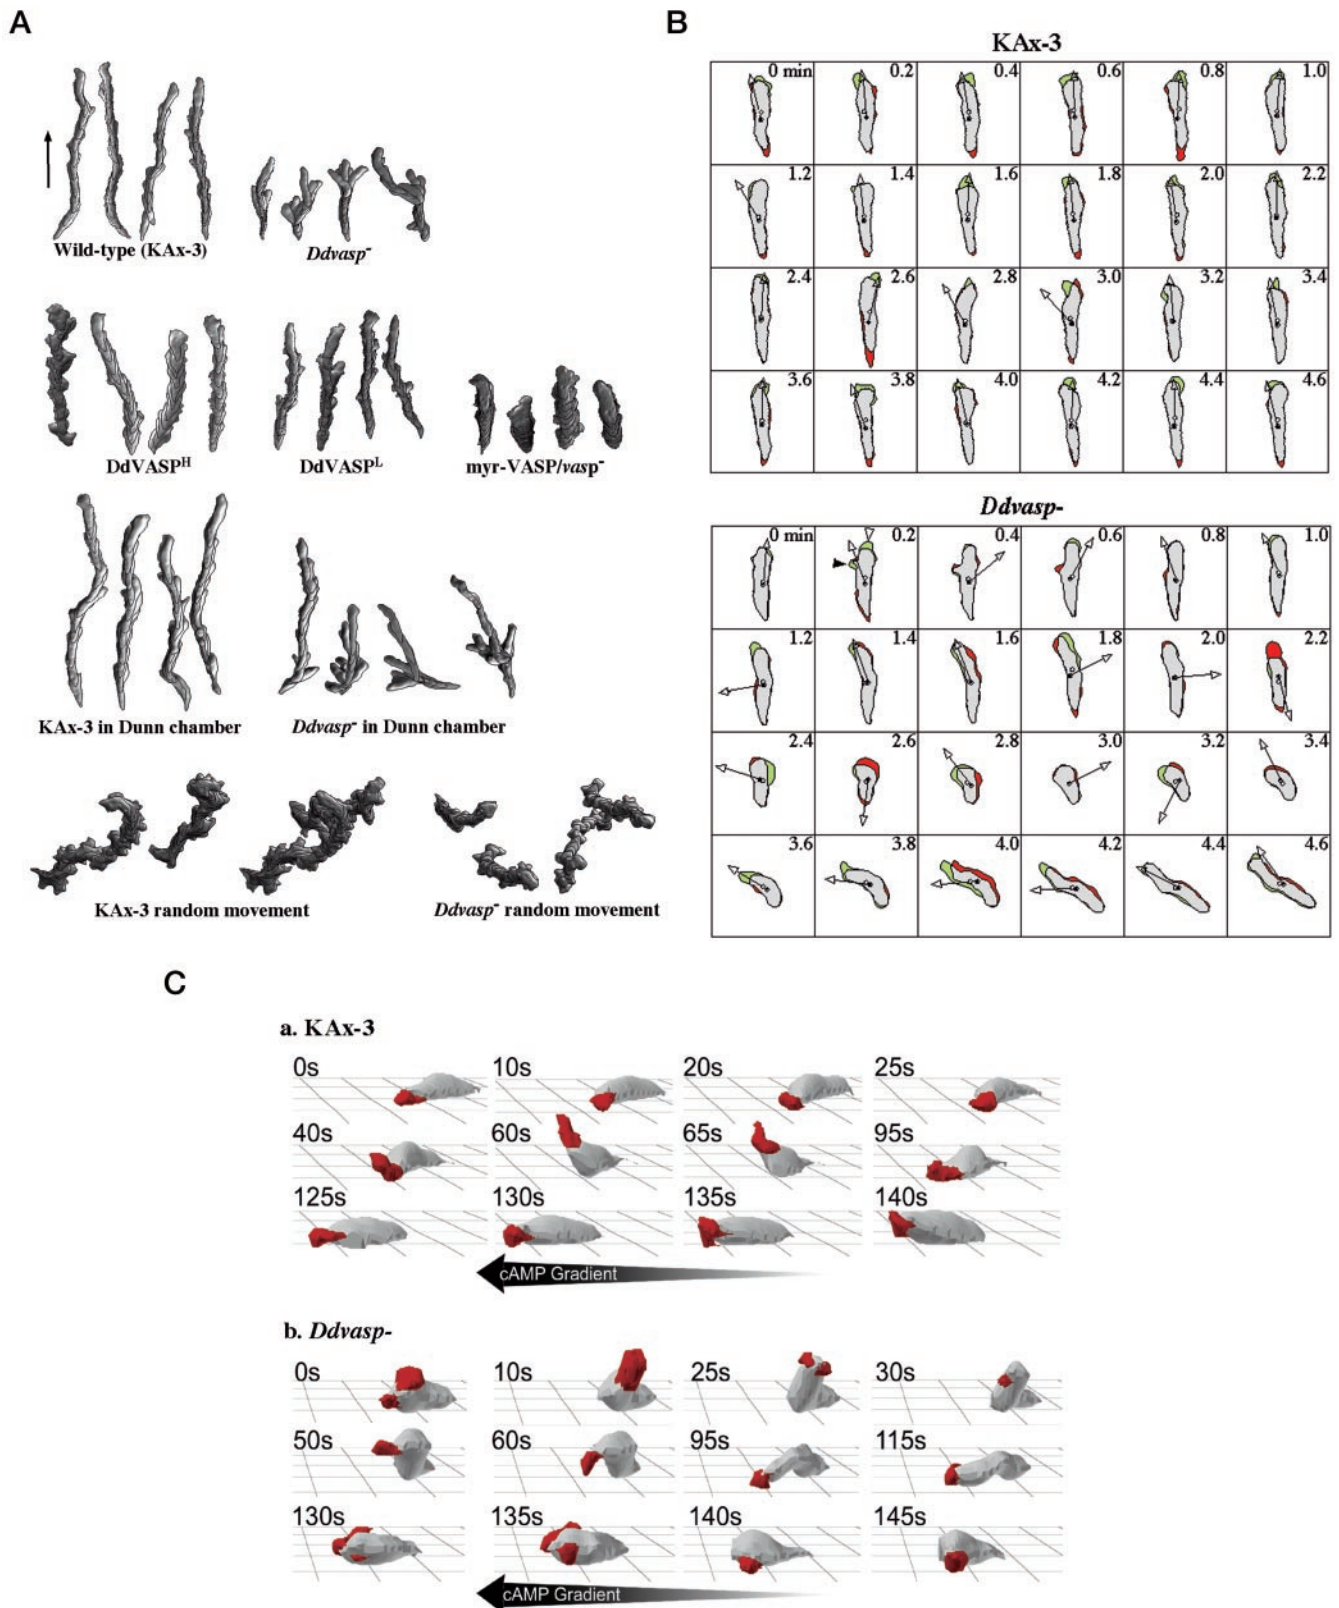 A
Wild-type (KAx-3)
Ddvasp-
DdVASPH
DdVASPL
myr-VASP/vasp-
KAx-3 in Dunn chamber
Ddvasp- in Dunn chamber
KAx-3 random movement
Ddvasp- random movement
B
KAx-3
0 min 0.2 0.4 0.6 0.8 1.0
1.2 1.4 1.6 1.8 2.0 2.2
2.4 2.6 2.8 3.0 3.2 3.4
3.6 3.8 4.0 4.2 4.4 4.6
Ddvasp-
0 min 0.2 0.4 0.6 0.8 1.0
1.2 1.4 1.6 1.8 2.0 2.2
2.4 2.6 2.8 3.0 3.2 3.4
3.6 3.8 4.0 4.2 4.4 4.6
C
a. KAx-3
0s 10s 20s 25s
40s 60s 65s 95s
125s 130s 135s 140s
cAMP Gradient
b. Ddvasp-
0s 10s 25s 30s
50s 60s 95s 115s
130s 135s 140s 145s
cAMP Gradient